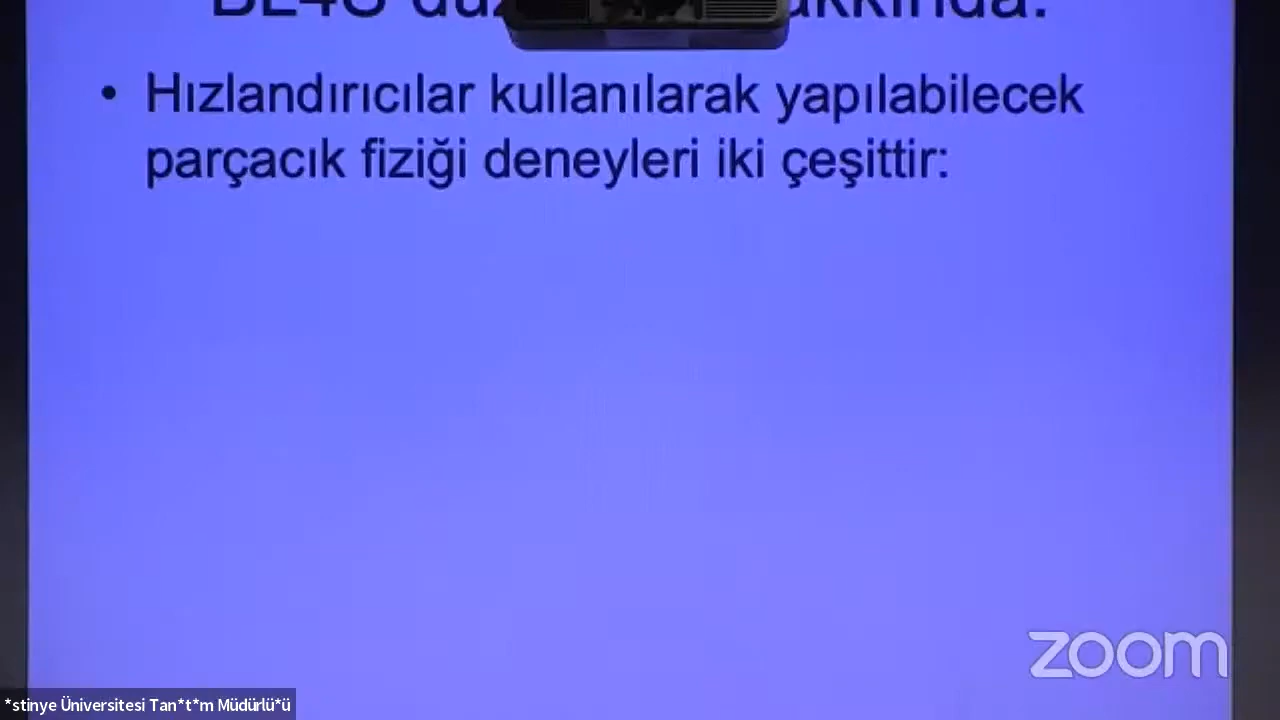 • Hızlandırıcılar kullanılarak yapılabilecek
parçacık fiziği deneyleri iki çeşittir:
zoom
*stinye Üniversitesi Tan*t*m Müdürlü*ü